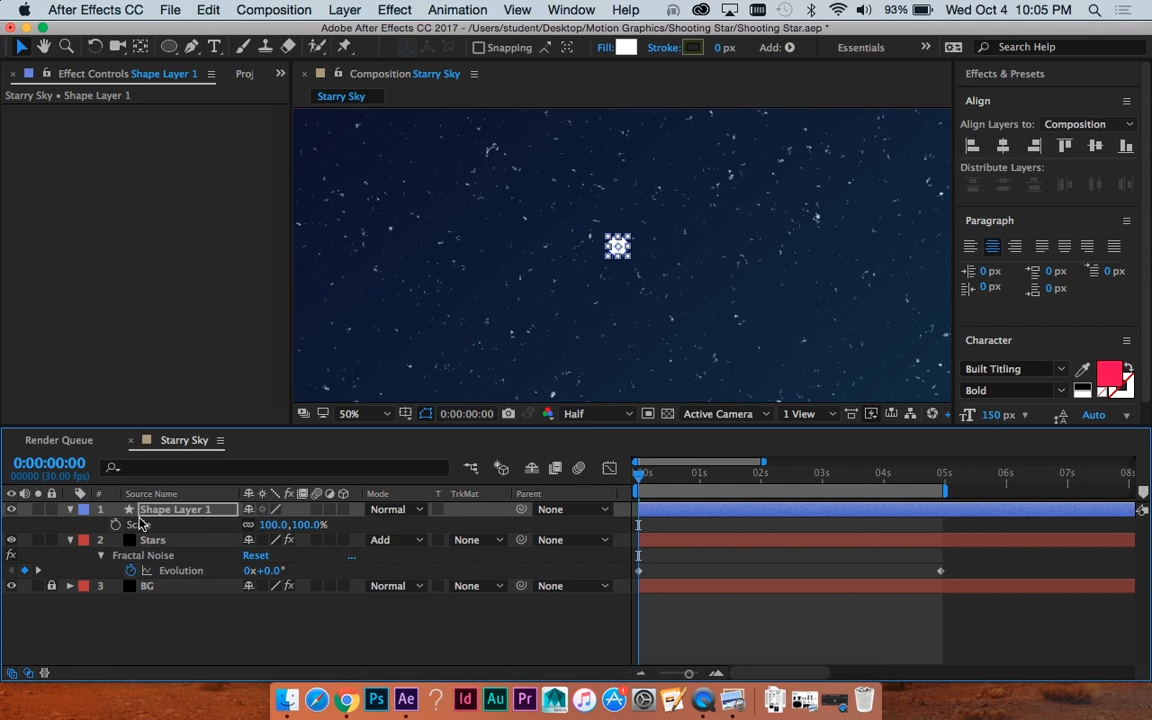 After Effects CC File Edit Composition Layer Effect Animation View Window Help 93% Wed Oct 4 10:05 PM
Adobe After Effects CC 2017 - /Users/student/Desktop/Motion Graphics/Shooting Star/Shooting Star.aep *
Snapping Fill: Stroke: 0 px Add: Essentials Search Help
Effect Controls Shape Layer 1 Proj
Composition Starry Sky
Effects & Presets
Starry Sky • Shape Layer 1
Starry Sky
Align
Align Layers to: Composition
Distribute Layers:
Paragraph
0 px 0 px 0 px
0 px 0 px
Character
Built Titling
Bold
150 px Auto
50% 0:00:00:00 Half Active Camera 1 View
Render Queue Starry Sky
0:00:00:00
00000 (30.00 fps)
01s 02s 03s 04s 05s 06s 07s 08s
# Source Name Mode T TrkMat Parent
1 Shape Layer 1 Normal None
100.0,100.0%
2 Stars Add None None
Fractal Noise Reset ...
Evolution 0x+0.0°
3 BG Normal None None
Ps Ae Id Au Pr